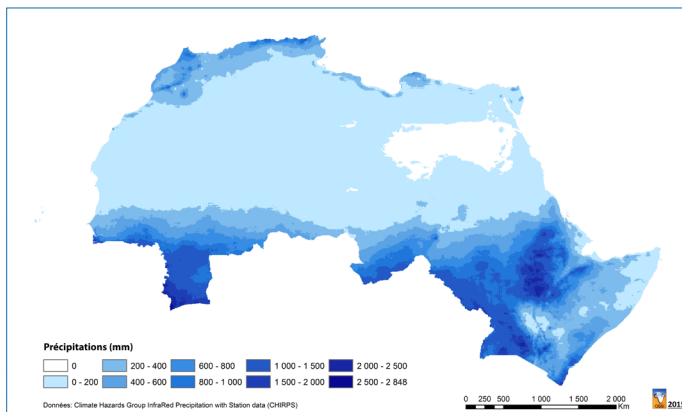 Précipitations (mm)
0 200 - 400 600 - 800 1 000 - 1 500 2 000 - 2 500
0 - 200 400 - 600 800 - 1 000 1 500 - 2 000 2 500 - 2 848
Données: Climate Hazards Group InfraRed Precipitation with Station data (CHIRPS)
0 250 500 1 000 1 500 2 000
Km
2015